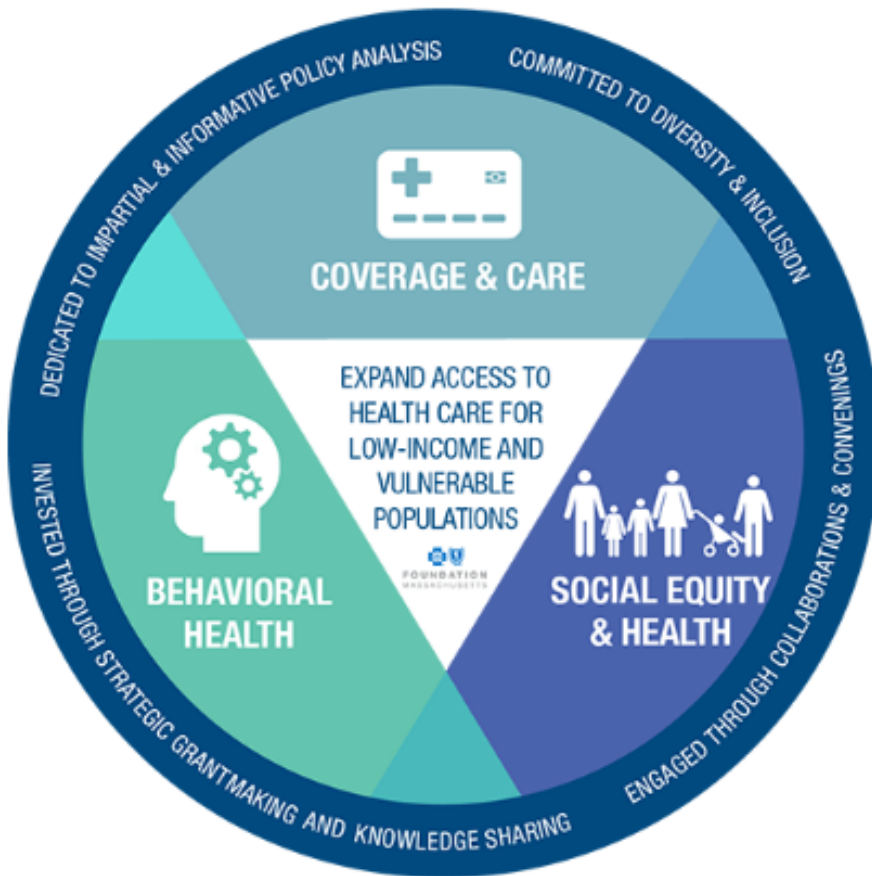 DEDICATED TO IMPARTIAL & INFORMATIVE POLICY ANALYSIS
COMMITTED TO DIVERSITY & INCLUSION
COVERAGE & CARE
EXPAND ACCESS TO
HEALTH CARE FOR
LOW-INCOME AND
VULNERABLE
POPULATIONS
FOUNDATION
MASSACHUSETTS
BEHAVIORAL
HEALTH
SOCIAL EQUITY
& HEALTH
ENGAGED THROUGH COLLABORATIONS & CONVENINGS
INVESTED THROUGH STRATEGIC GRANTMAKING AND KNOWLEDGE SHARING